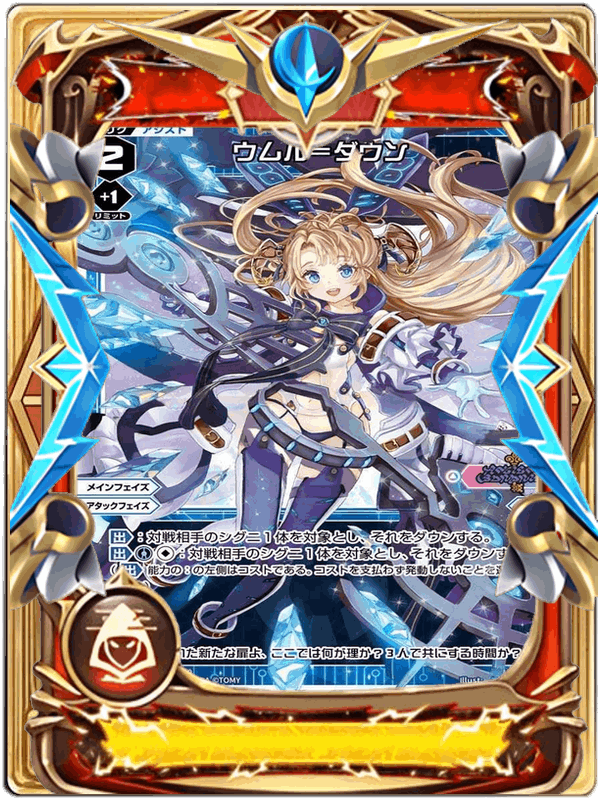 アシスト
ウムル＝ダウン
2
+1
リミット
メインフェイズ
アタックフェイズ
出：対戦相手のシグニ１体を対象とし、それをダウンする。
出：対戦相手のシグニ１体を対象とし、それをダウンす
能力の：の左側はコストである。コストを支払わず発動しないことを
た新たな扉よ、ここでは何が理か？３人で共にする時間か？
©TOMY
Illust